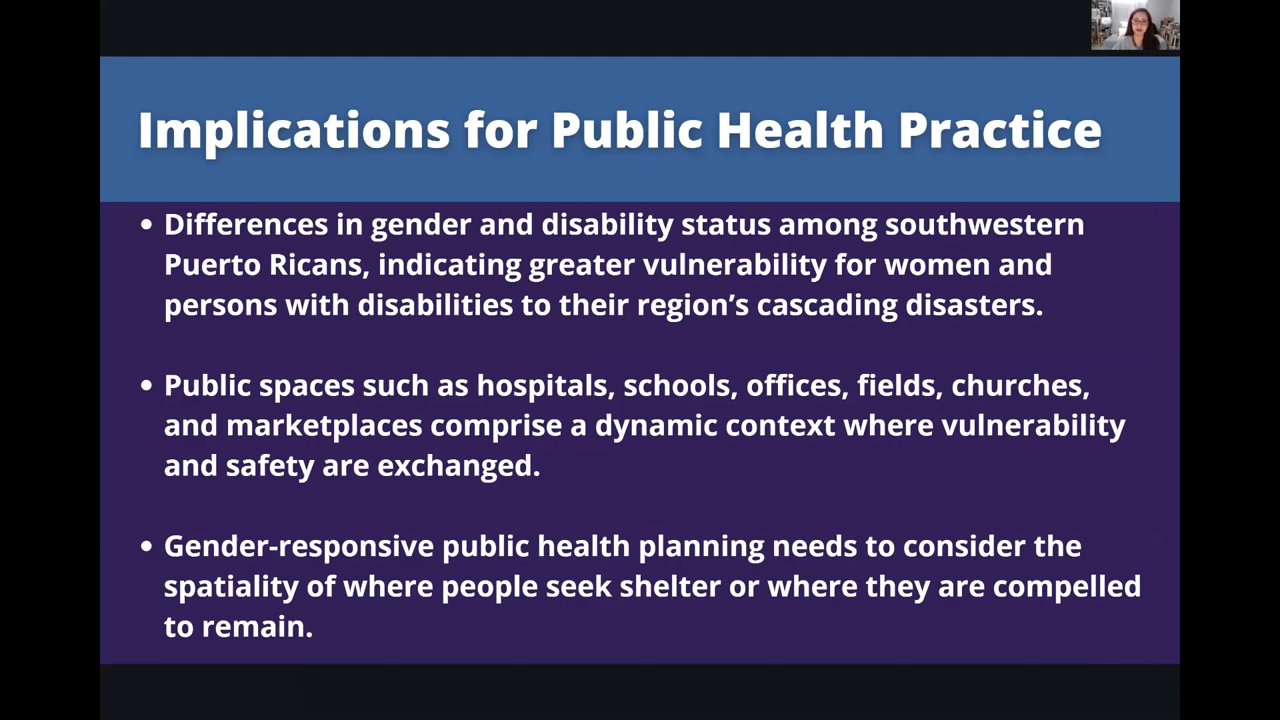 Implications for Public Health Practice
• Differences in gender and disability status among southwestern
Puerto Ricans, indicating greater vulnerability for women and
persons with disabilities to their region’s cascading disasters.
• Public spaces such as hospitals, schools, offices, fields, churches,
and marketplaces comprise a dynamic context where vulnerability
and safety are exchanged.
• Gender-responsive public health planning needs to consider the
spatiality of where people seek shelter or where they are compelled
to remain.